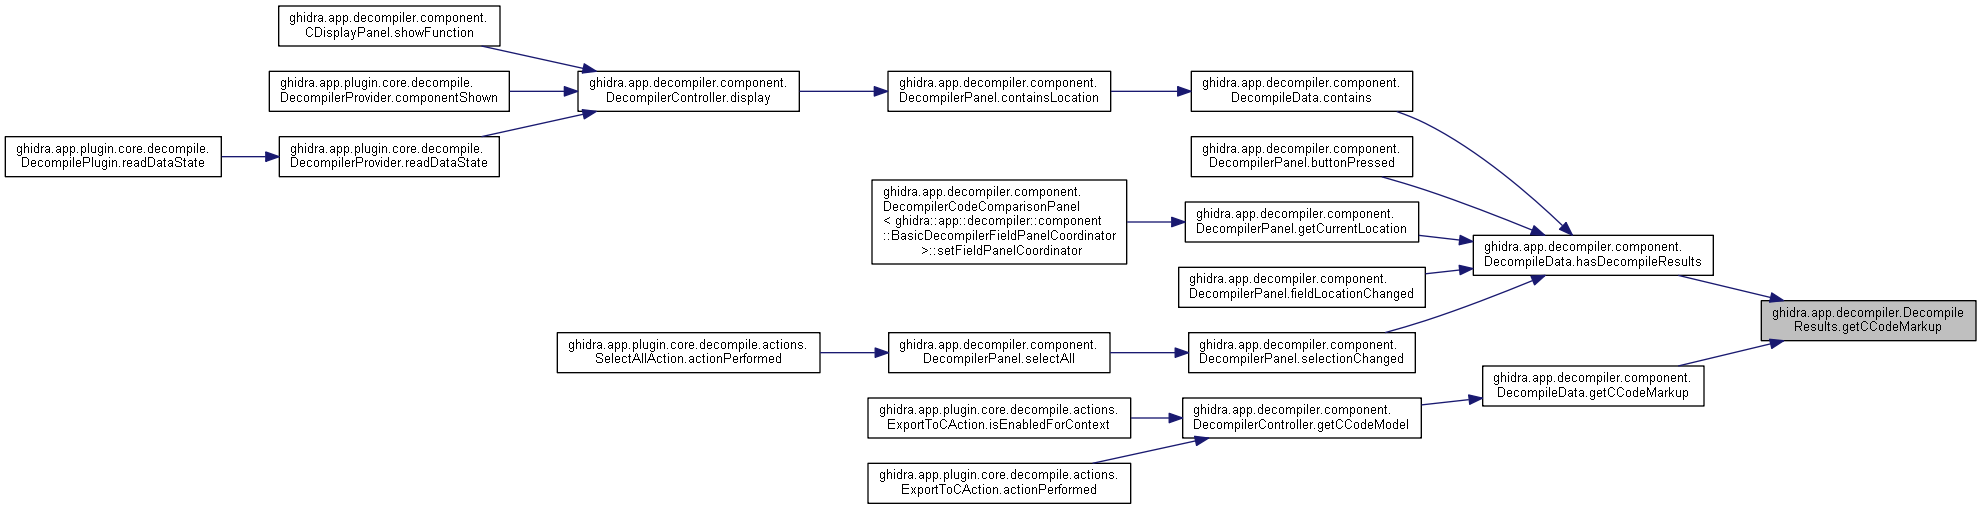 ghidra.app.decompiler.component.
CDisplayPanel.showFunction
ghidra.app.plugin.core.decompile.
DecompilerProvider.componentShown
ghidra.app.decompiler.component.
DecompilerController.display
ghidra.app.decompiler.component.
DecompilerPanel.containsLocation
ghidra.app.decompiler.component.
DecompileData.contains
ghidra.app.plugin.core.decompile.
DecompilePlugin.readDataState
ghidra.app.plugin.core.decompile.
DecompilerProvider.readDataState
ghidra.app.decompiler.component.
DecompilerPanel.buttonPressed
ghidra.app.decompiler.component.
DecompilerCodeComparisonPanel
< ghidra::app::decompiler::component
::BasicDecompilerFieldPanelCoordinator
>::setFieldPanelCoordinator
ghidra.app.decompiler.component.
DecompilerPanel.getCurrentLocation
ghidra.app.decompiler.component.
DecompileData.hasDecompileResults
ghidra.app.decompiler.component.
DecompilerPanel.fieldLocationChanged
ghidra.app.decompiler.Decompile
Results.getCCodeMarkup
ghidra.app.plugin.core.decompile.actions.
SelectAllAction.actionPerformed
ghidra.app.decompiler.component.
DecompilerPanel.selectAll
ghidra.app.decompiler.component.
DecompilerPanel.selectionChanged
ghidra.app.decompiler.component.
DecompileData.getCCodeMarkup
ghidra.app.plugin.core.decompile.actions.
ExportToCAction.isEnabledForContext
ghidra.app.decompiler.component.
DecompilerController.getCCodeModel
ghidra.app.plugin.core.decompile.actions.
ExportToCAction.actionPerformed